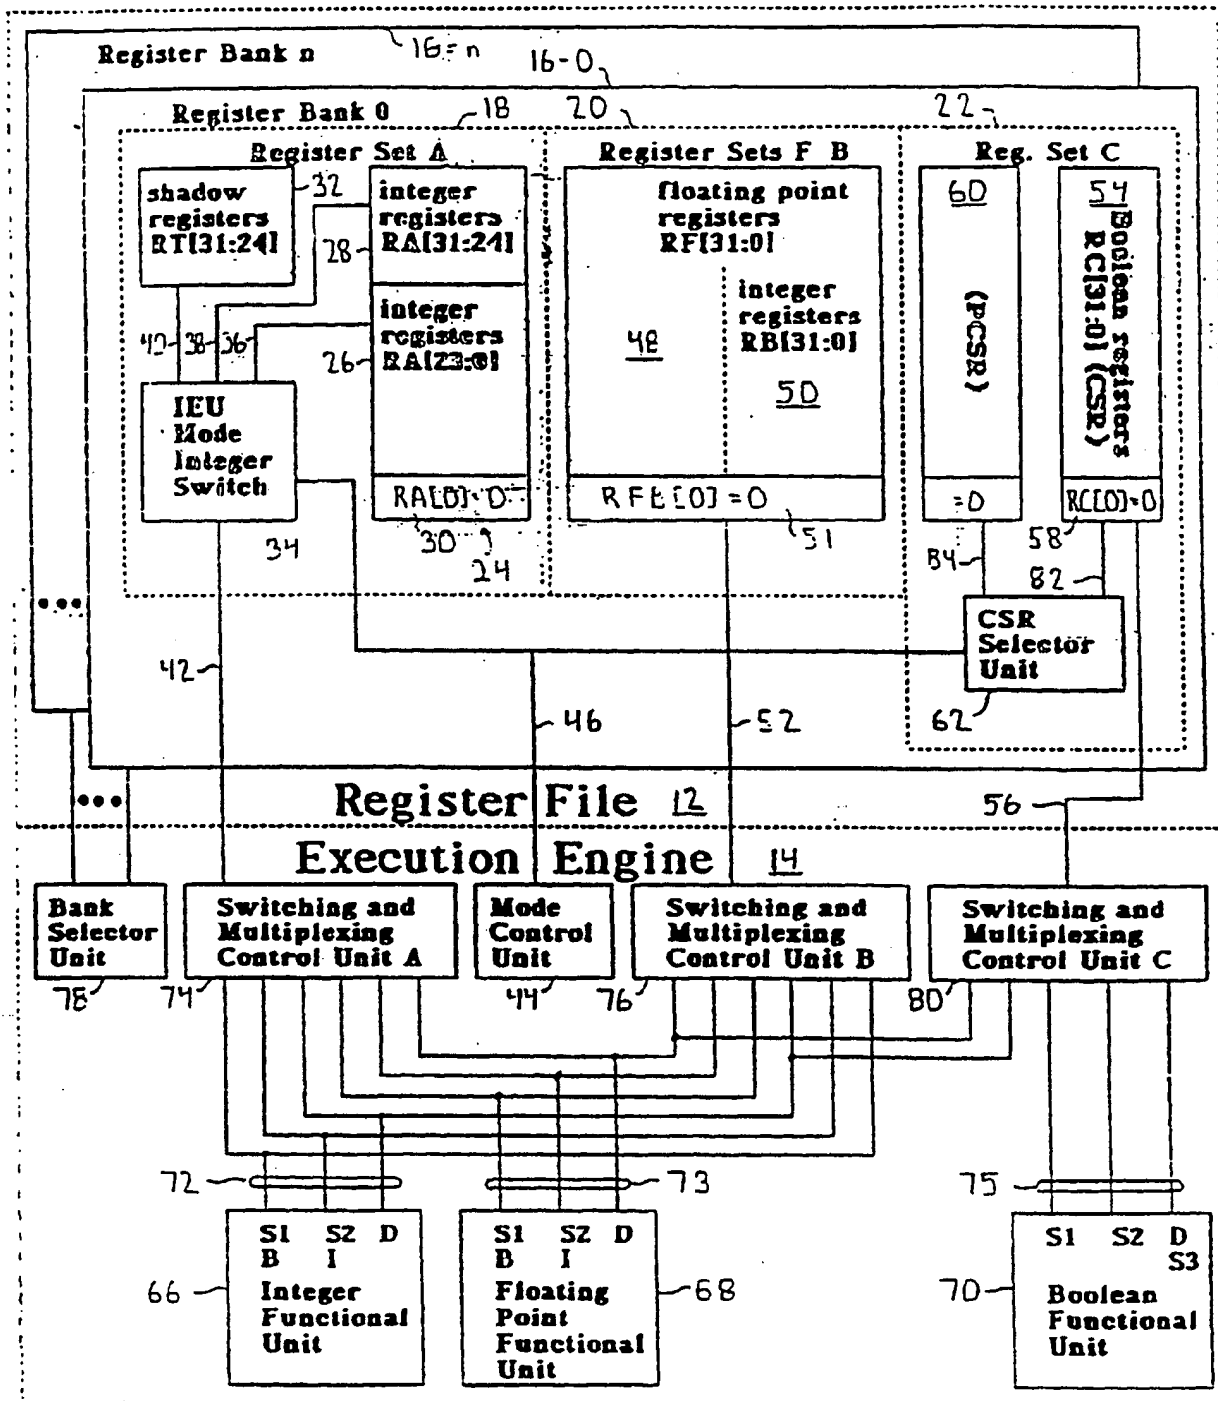 Register Bank n
16-n
16-0
Register Bank 0
18
20
22
Register Set A
Register Sets F B
Reg. Set C
shadow
registers
RT[31:24]
32
integer
registers
RA[31:24]
28
floating point
registers
RF[31:0]
60
(PCSR)
54
Boolean registers
RC[31:0] (CSR)
40
38
36
integer
registers
RA[23:0]
26
48
integer
registers
RB[31:0]
50
IEU
Mode
Integer
Switch
34
RA[0]=0
30
24
RFB[0]=0
51
=0
RC[0]=0
58
84
82
CSR
Selector
Unit
62
42
46
52
56
Register File 12
Execution Engine 14
Bank
Selector
Unit
78
Switching and
Multiplexing
Control Unit A
74
Mode
Control
Unit
44
Switching and
Multiplexing
Control Unit B
76
Switching and
Multiplexing
Control Unit C
80
72
73
75
S1 S2 D
B I
Integer
Functional
Unit
66
S1 S2 D
B I
Floating
Point
Functional
Unit
68
S1 S2 D
S3
Boolean
Functional
Unit
70